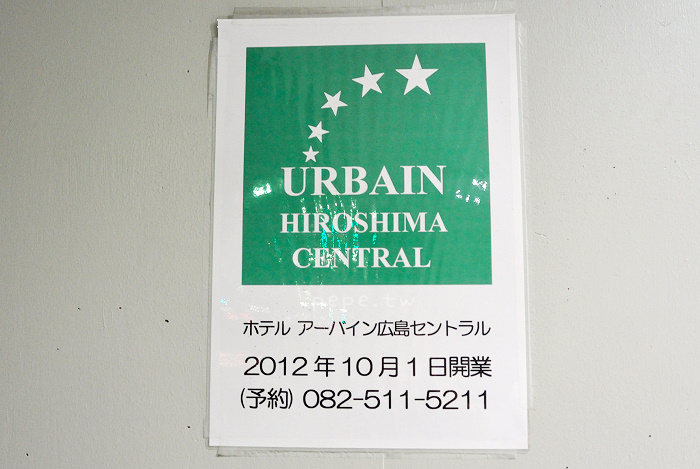 URBAIN
HIROSHIMA
CENTRAL
ホテル アーバイン広島セントラル
2012年10月1日開業
(予約) 082-511-5211